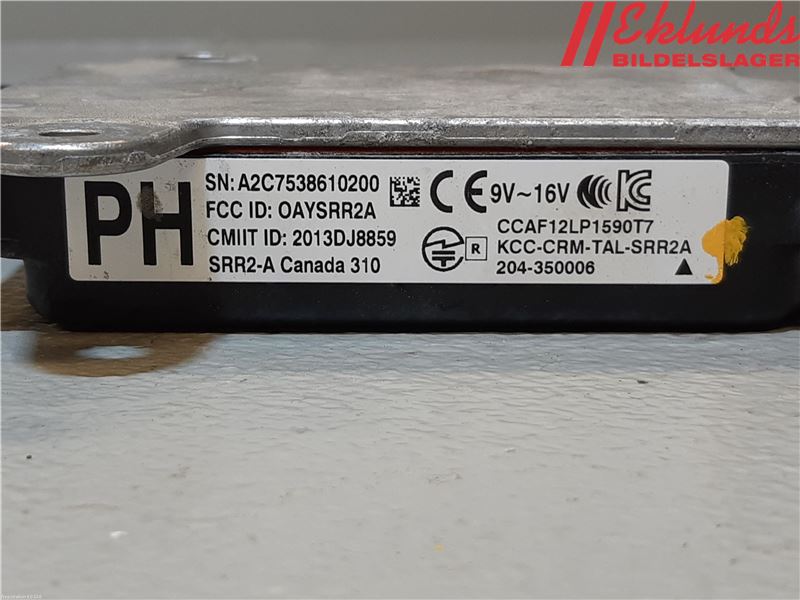 Eklunds
BILDELSLAGER
PH
SN: A2C7538610200
FCC ID: OAYSRR2A
CMIIT ID: 2013DJ8859
SRR2-A Canada 310
CE 9V~16V
R
CCAF12LP1590T7
KCC-CRM-TAL-SRR2A
204-350006